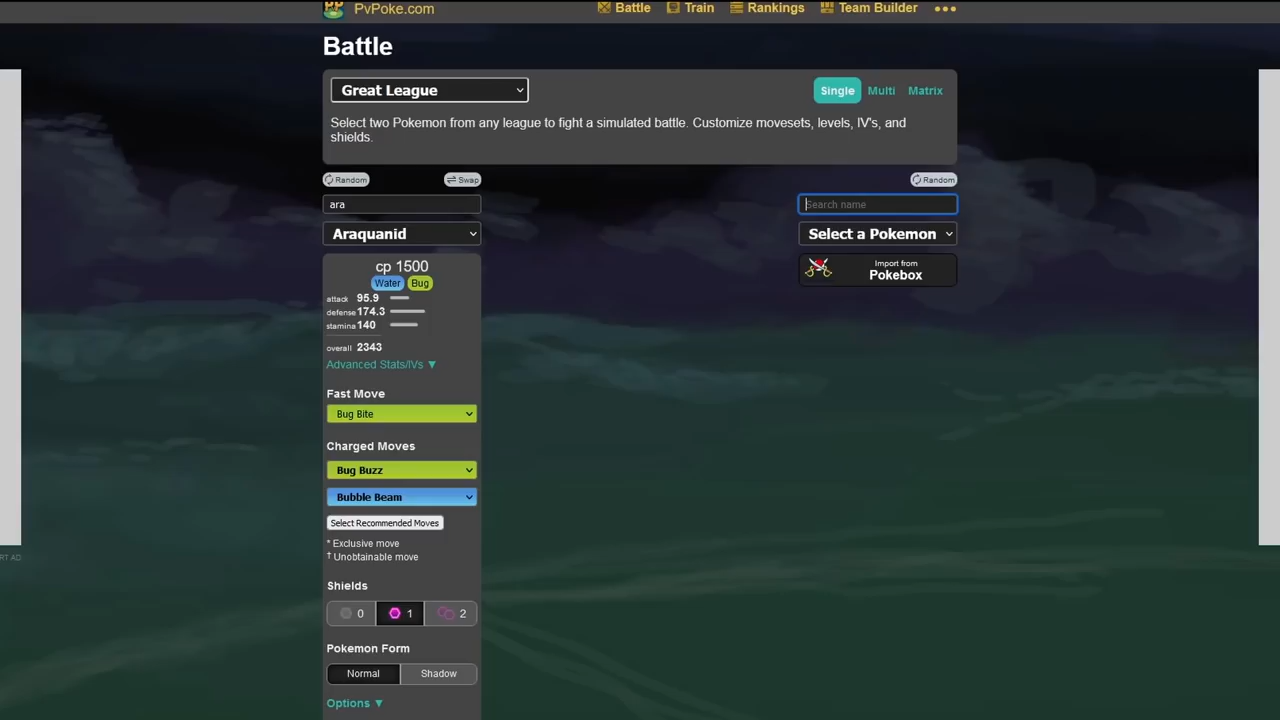 PvPoke.com
Battle
Train
Rankings
Team Builder
Battle
Great League
Single
Multi
Matrix
Select two Pokemon from any league to fight a simulated battle. Customize movesets, levels, IV's, and
shields.
Random
Swap
Random
ara
Search name
Araquanid
Select a Pokemon
cp 1500
Import from
Pokebox
Water
Bug
attack 95.9
defense 174.3
stamina 140
overall 2343
Advanced Stats/IVs ▼
Fast Move
Bug Bite
Charged Moves
Bug Buzz
Bubble Beam
Select Recommended Moves
* Exclusive move
† Unobtainable move
RT AD
Shields
0
1
2
Pokemon Form
Normal
Shadow
Options ▼